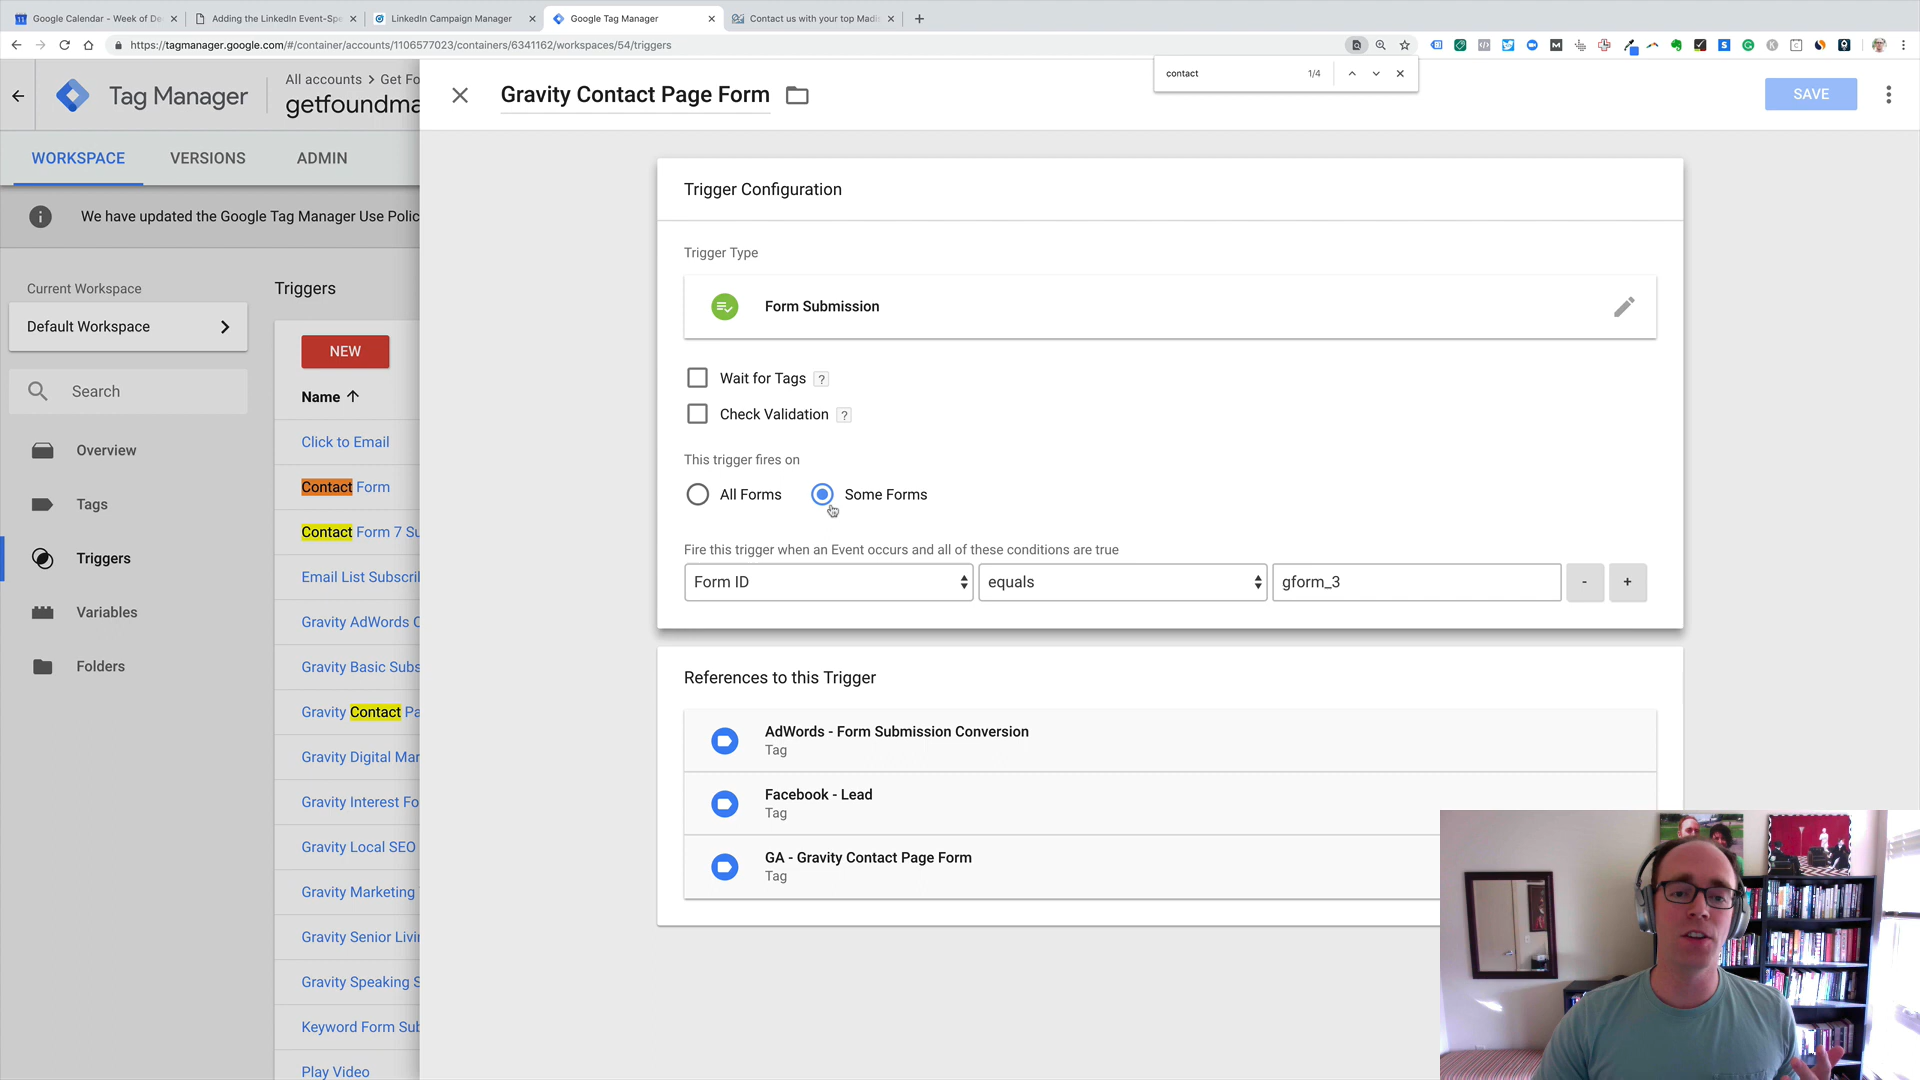 Google Calendar - Week of De
Adding the LinkedIn Event-Spe
LinkedIn Campaign Manager
Google Tag Manager
Contact us with your top Madi
https://tagmanager.google.com/#/container/accounts/1106577023/containers/6341162/workspaces/54/triggers
contact
1/4
All accounts > Get Fo
Tag Manager
getfoundma
Gravity Contact Page Form
SAVE
WORKSPACE
VERSIONS
ADMIN
We have updated the Google Tag Manager Use Polic
Current Workspace
Default Workspace
Search
Overview
Tags
Triggers
Variables
Folders
Triggers
NEW
Name
Click to Email
Contact Form
Contact Form 7 Su
Email List Subscril
Gravity AdWords C
Gravity Basic Subs
Gravity Contact Pa
Gravity Digital Mar
Gravity Interest Fo
Gravity Local SEO
Gravity Marketing
Gravity Senior Livi
Gravity Speaking S
Keyword Form Sub
Play Video
Trigger Configuration
Trigger Type
Form Submission
Wait for Tags ?
Check Validation ?
This trigger fires on
All Forms
Some Forms
Fire this trigger when an Event occurs and all of these conditions are true
Form ID
equals
gform_3
-
+
References to this Trigger
AdWords - Form Submission Conversion
Tag
Facebook - Lead
Tag
GA - Gravity Contact Page Form
Tag